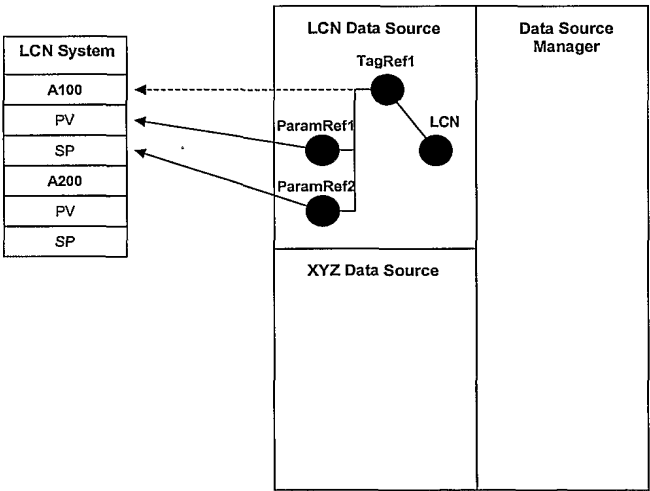 LCN System
A100
PV
SP
A200
PV
SP
LCN Data Source
TagRef1
LCN
ParamRef1
ParamRef2
XYZ Data Source
Data Source
Manager